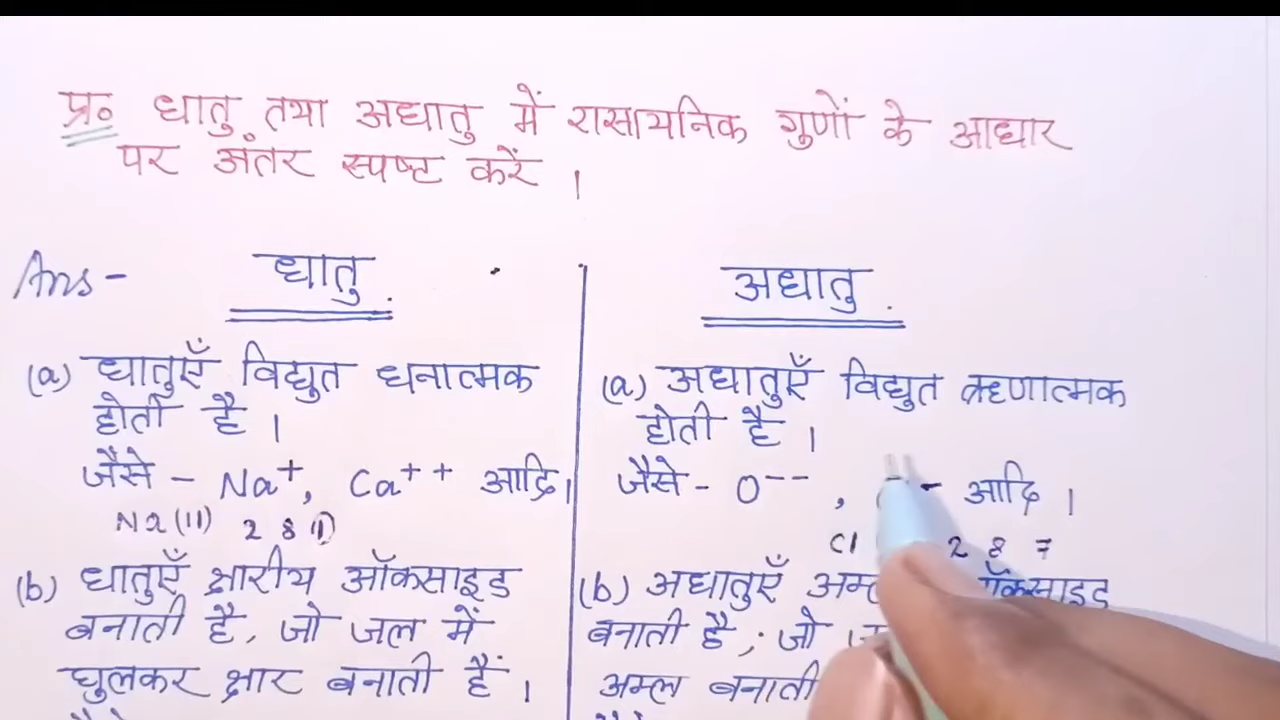 प्र० धातु तथा अधातु में रासायनिक गुणों के आधार
पर अंतर स्पष्ट करें ।
Ans -
धातु
(a) धातुएँ विद्युत धनात्मक
होती है ।
जैसे - Na+, Ca++ आदि।
Na (11) 2 8 1
(b) धातुएँ क्षारीय ऑक्साइड
बनाती है, जो जल में
घुलकर क्षार बनाती हैं ।
अधातु
(a) अधातुएँ विद्युत ऋणात्मक
होती है ।
जैसे - O-- , आदि ।
Cl 2 8 7
(b) अधातुएँ ऑक्साइड
बनाती है ; जो
अम्ल बनाती